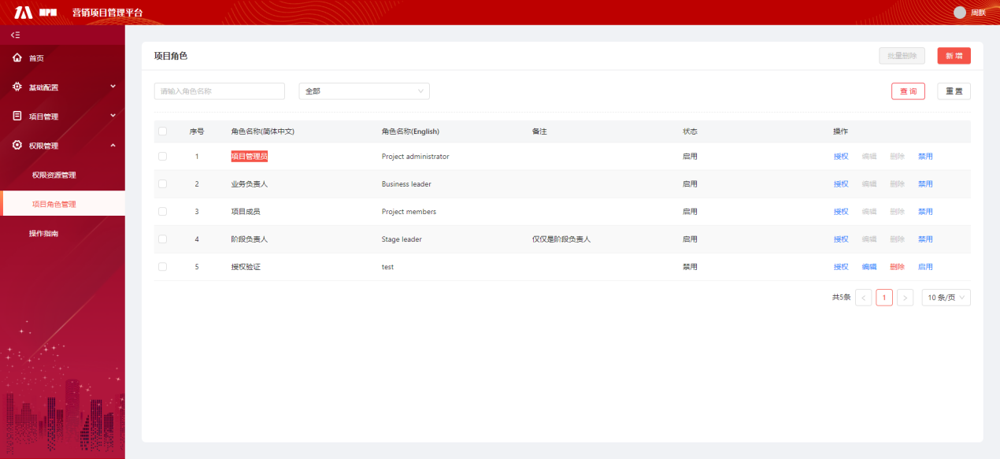 MPM 营销项目管理平台
周朕
首页
基础配置
项目管理
权限管理
权限资源管理
项目角色管理
操作指南
项目角色
批量删除 新 增
请输入角色名称 全部 查 询 重 置
序号 角色名称(简体中文) 角色名称(English) 备注 状态 操作
1 项目管理员 Project administrator 启用 授权 编辑 删除 禁用
2 业务负责人 Business leader 启用 授权 编辑 删除 禁用
3 项目成员 Project members 启用 授权 编辑 删除 禁用
4 阶段负责人 Stage leader 仅仅是阶段负责人 启用 授权 编辑 删除 禁用
5 授权验证 test 禁用 授权 编辑 删除 启用
共5条 < 1 > 10 条/页